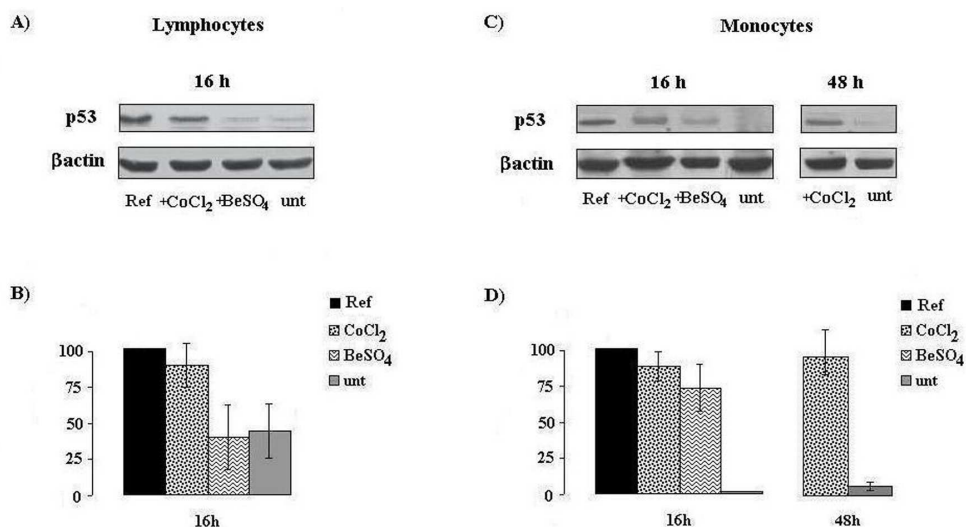 A) Lymphocytes
16 h
p53
βactin
Ref +CoCl2 +BeSO4 unt
B)
Ref
CoCl2
BeSO4
unt
100
75
50
25
0
16h
C) Monocytes
16 h 48 h
p53
βactin
Ref +CoCl2 +BeSO4 unt +CoCl2 unt
D)
Ref
CoCl2
BeSO4
unt
100
75
50
25
0
16h 48h